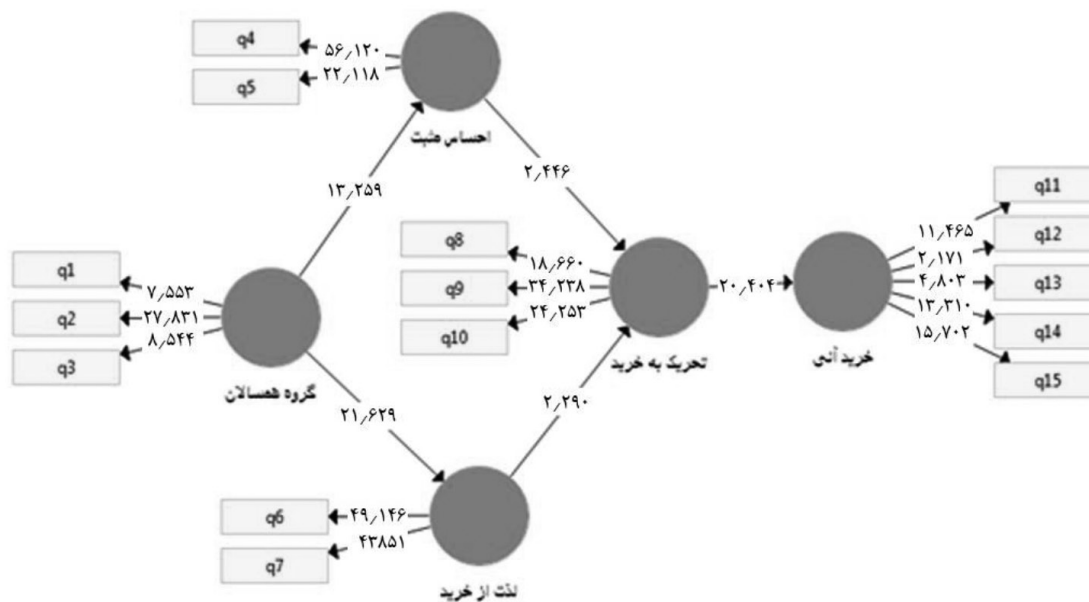 q4
۵۶٫۱۲۰
q5
۲۲٫۱۱۸
احساس مثبت
۱۳٫۲۵۹
۲٫۴۴۶
q1
۷٫۵۵۳
q2
۲۷٫۸۳۱
q3
۸٫۵۴۴
گروه همسالان
q8
۱۸٫۶۶۰
q9
۳۴٫۲۳۸
q10
۲۴٫۲۵۳
تحریک به خرید
۲۰٫۴۰۴
خرید آنی
q11
۱۱٫۴۶۵
q12
۲٫۱۷۱
q13
۴٫۸۰۳
q14
۱۳٫۳۱۰
q15
۱۵٫۷۰۲
۲۱٫۶۲۹
۲٫۲۹۰
q6
۴۹٫۱۴۶
q7
۴۳۸۵۱
لذت از خرید